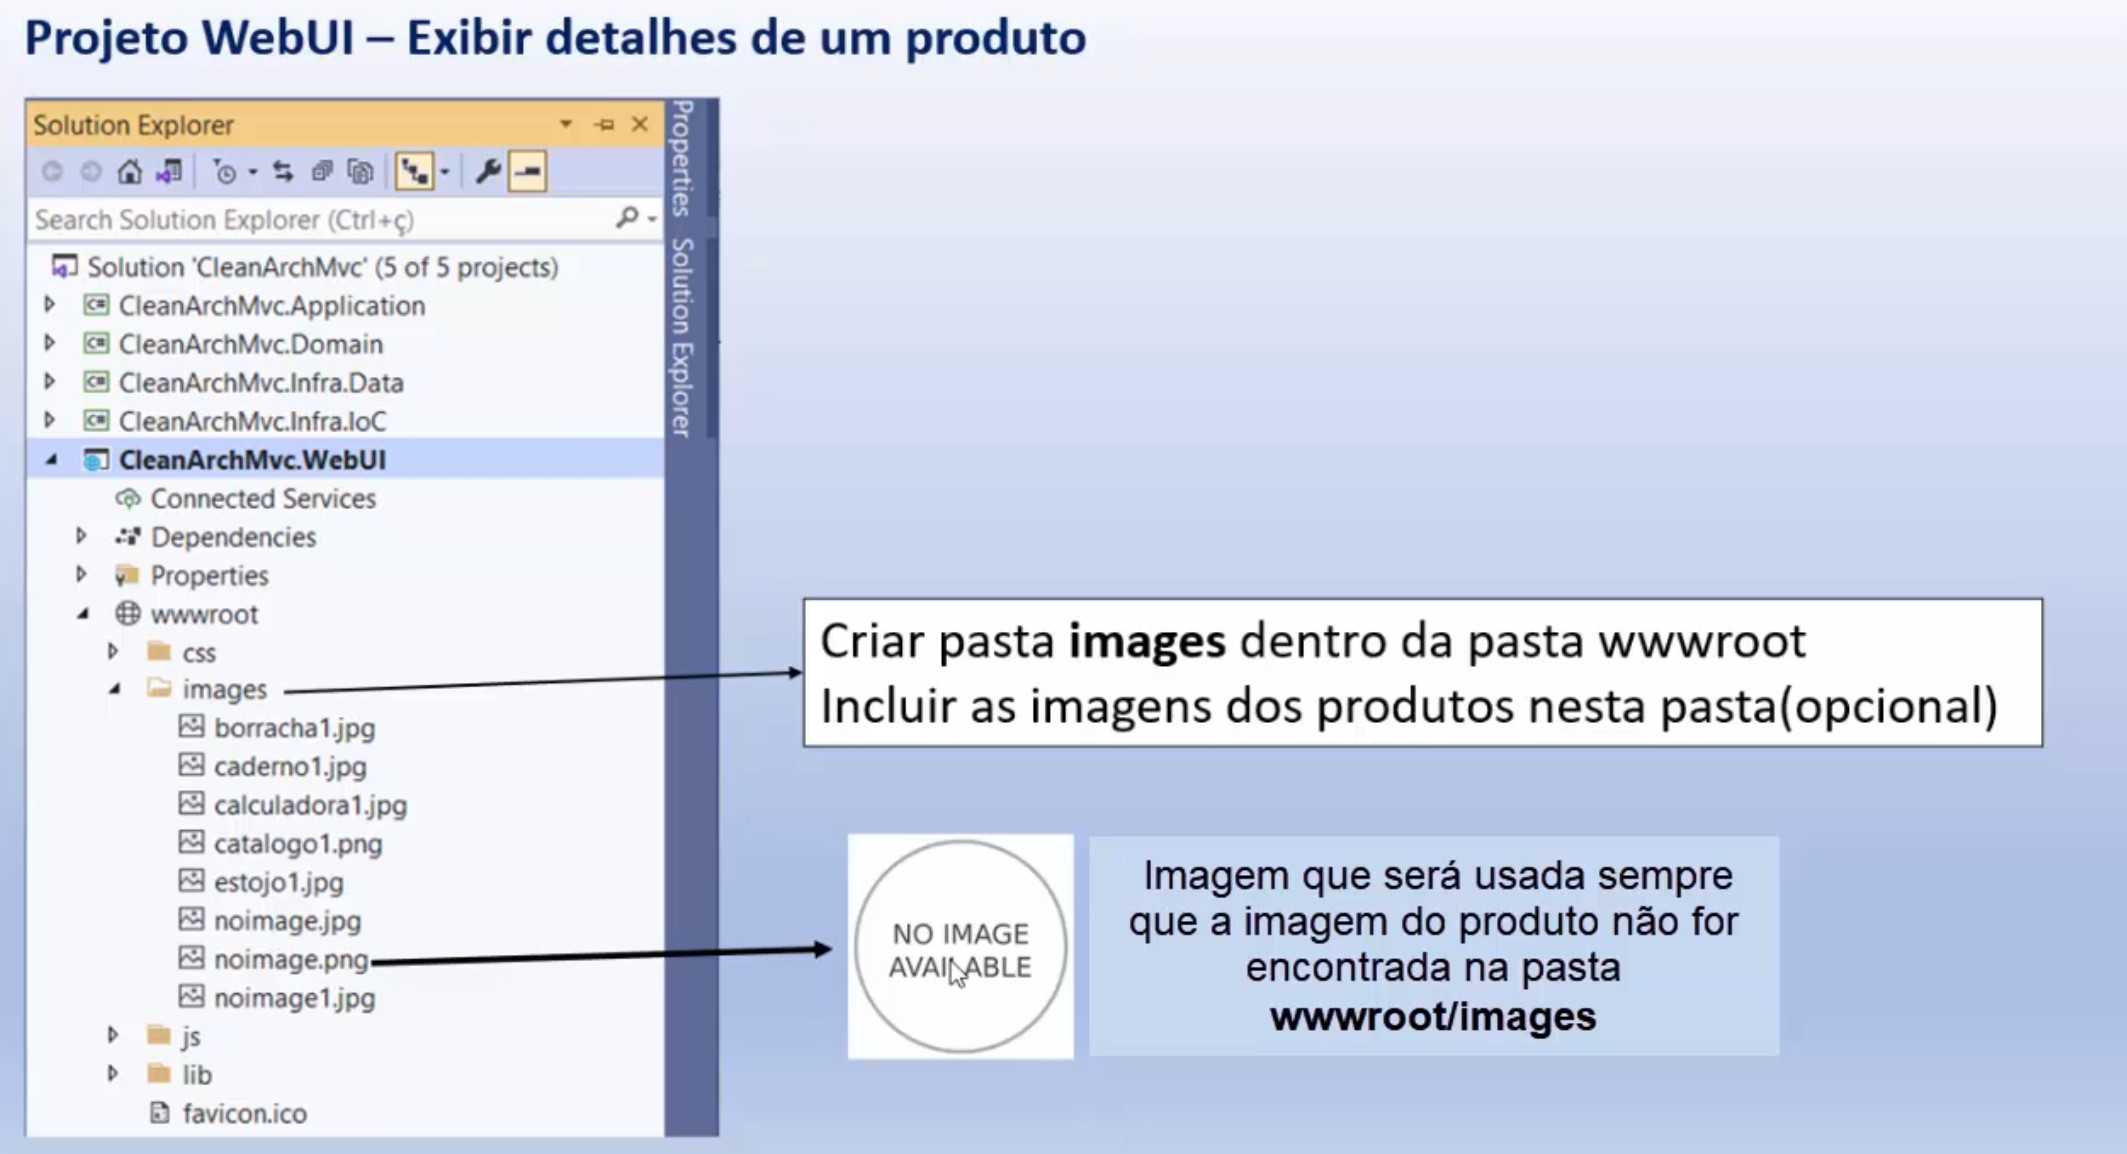 Projeto WebUI – Exibir detalhes de um produto
Solution Explorer
Search Solution Explorer (Ctrl+ç)
Solution 'CleanArchMvc' (5 of 5 projects)
CleanArchMvc.Application
CleanArchMvc.Domain
CleanArchMvc.Infra.Data
CleanArchMvc.Infra.IoC
CleanArchMvc.WebUI
Connected Services
Dependencies
Properties
wwwroot
css
images
borracha1.jpg
caderno1.jpg
calculadora1.jpg
catalogo1.png
estojo1.jpg
noimage.jpg
noimage.png
noimage1.jpg
js
lib
favicon.ico
Properties
Solution Explorer
Criar pasta images dentro da pasta wwwroot
Incluir as imagens dos produtos nesta pasta(opcional)
NO IMAGE
AVAILABLE
Imagem que será usada sempre
que a imagem do produto não for
encontrada na pasta
wwwroot/images